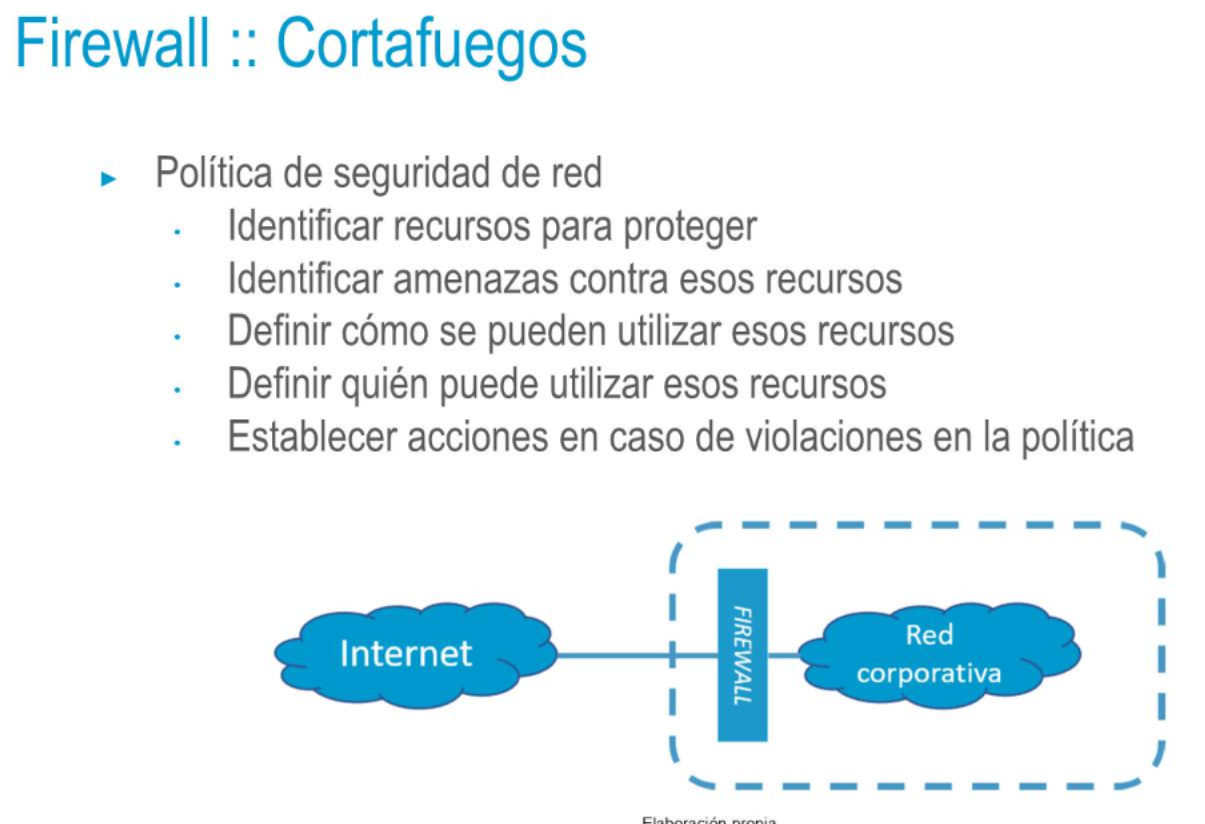 Firewall :: Cortafuegos
Política de seguridad de red
Identificar recursos para proteger
Identificar amenazas contra esos recursos
Definir cómo se pueden utilizar esos recursos
Definir quién puede utilizar esos recursos
Establecer acciones en caso de violaciones en la política
Internet
FIREWALL
Red
corporativa
Elaboración propia